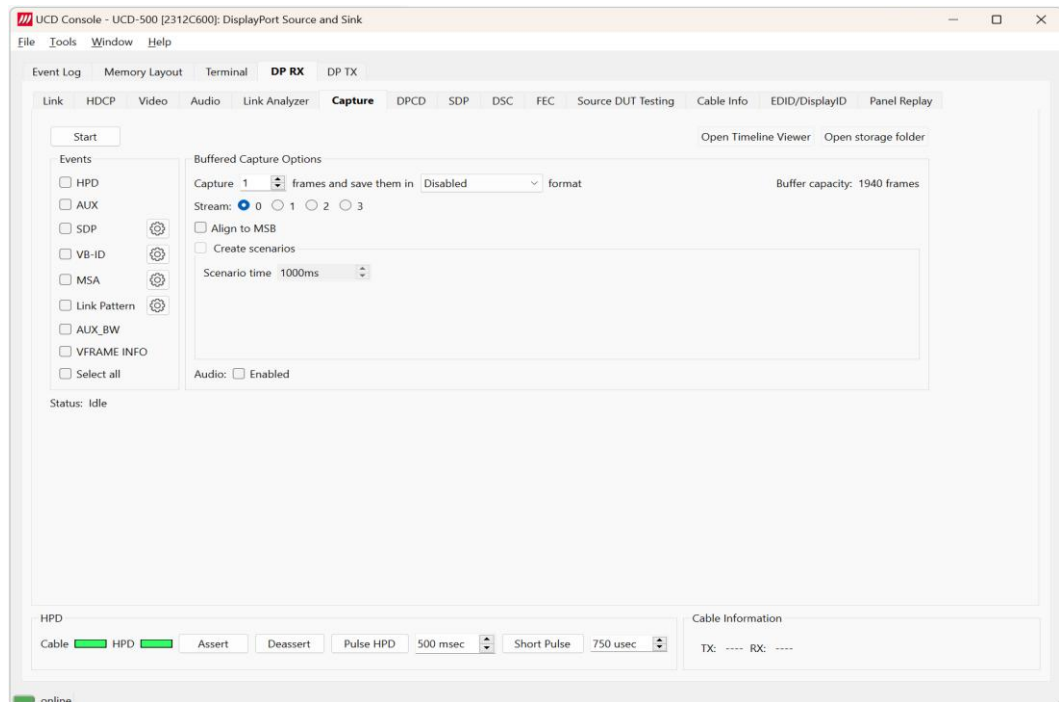 UCD Console - UCD-500 [2312C600]: DisplayPort Source and Sink
File Tools Window Help
Event Log Memory Layout Terminal DP RX DP TX
Link HDCP Video Audio Link Analyzer Capture DPCD SDP DSC FEC Source DUT Testing Cable Info EDID/DisplayID Panel Replay
Start Open Timeline Viewer Open storage folder
Events Buffered Capture Options
HPD Capture 1 frames and save them in Disabled format Buffer capacity: 1940 frames
AUX Stream: 0 1 2 3
SDP Align to MSB
VB-ID Create scenarios
MSA Scenario time 1000ms
Link Pattern
AUX_BW
VFRAME INFO
Select all Audio: Enabled
Status: Idle
HPD Cable Information
Cable HPD Assert Deassert Pulse HPD 500 msec Short Pulse 750 usec TX: ---- RX: ----
online